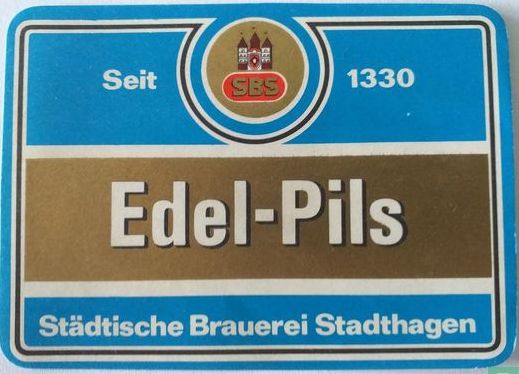 Seit 1330
SBS
Edel-Pils
Städtische Brauerei Stadthagen